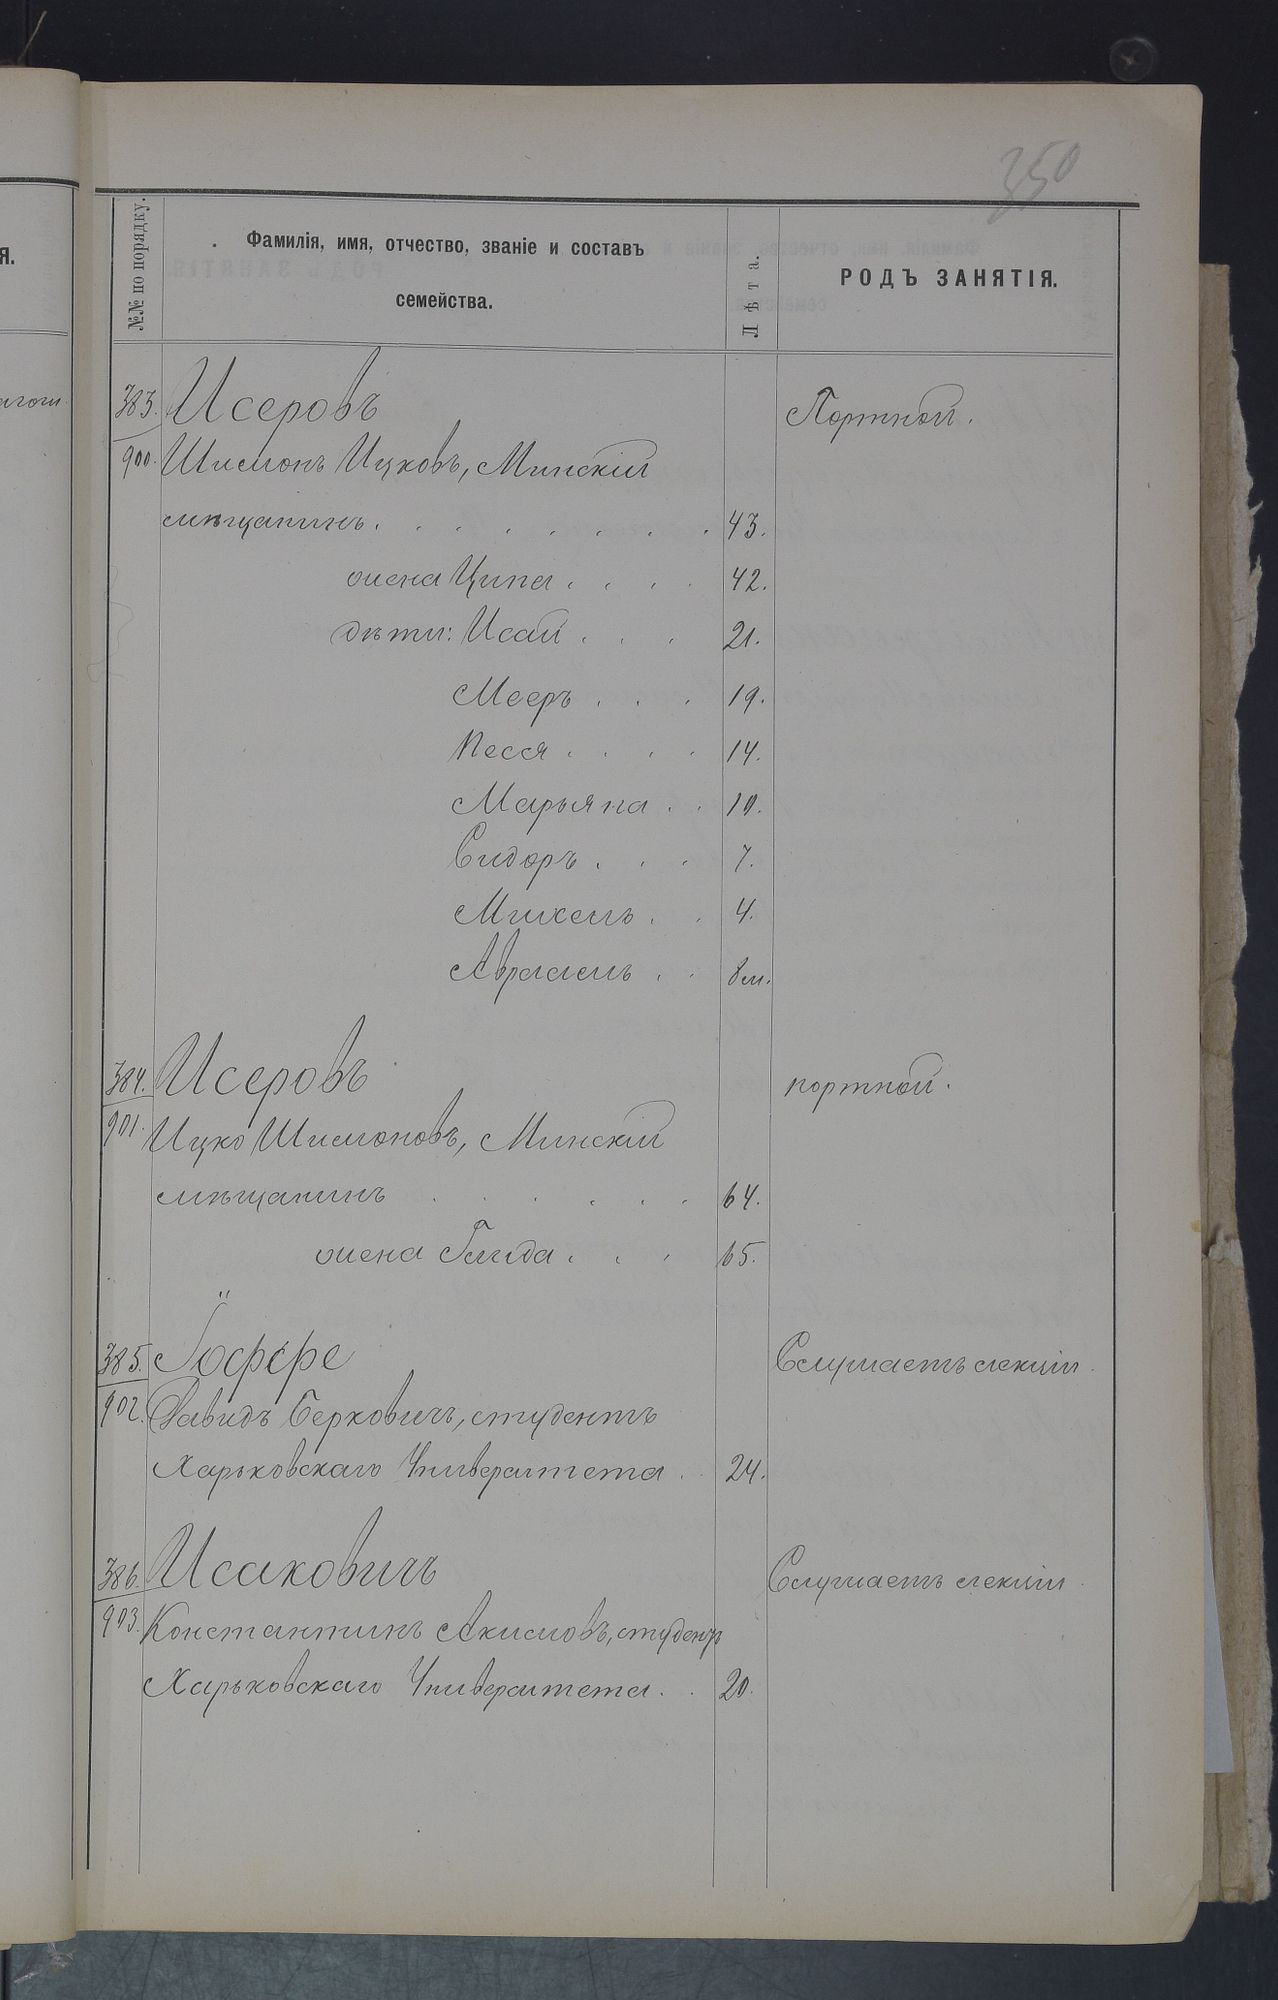 350
№№ по порядку.
Фамилія, имя, отчество, званіе и составъ
семейства.
Лѣта.
РОДЪ ЗАНЯТІЯ.
я.
383. Исеровъ Портной.
900. Шимонъ Ицковъ, Минскій
мѣщанинъ. 43.
жена Ципа 42.
дѣти: Исай 21.
Мееръ 19.
Песся 14.
Марьяна 10.
Сидоръ 7.
Михель 4.
Абрамъ 8м.
384. Исеровъ портной.
901. Ицко Шимоновъ, Минскій
мѣщанинъ 64.
жена 65.
385. Іоффе Слушаетъ лекціи.
902. Давидъ Берковичъ, студентъ
Харьковскаго Университета 24.
386. Исаковичъ Слушаетъ лекціи.
903. Константинъ Акимовъ, студентъ
Харьковскаго Университета 20.